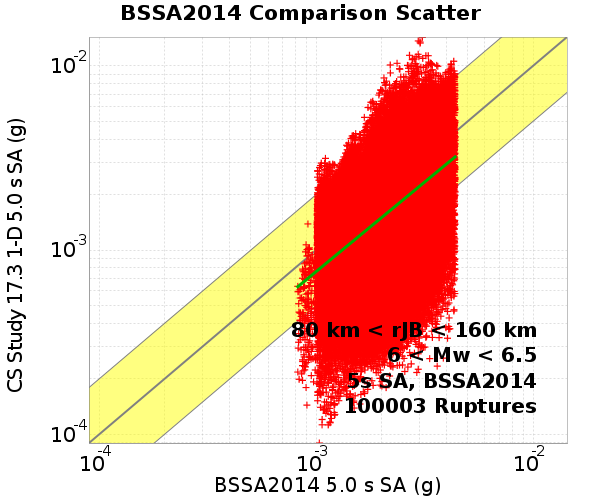 BSSA2014 Comparison Scatter
CS Study 17.3 1-D 5.0 s SA (g)
10-2
10-3
10-4
80 km < rJB < 160 km
6 < Mw < 6.5
5s SA, BSSA2014
100003 Ruptures
10-4 10-3 10-2
BSSA2014 5.0 s SA (g)